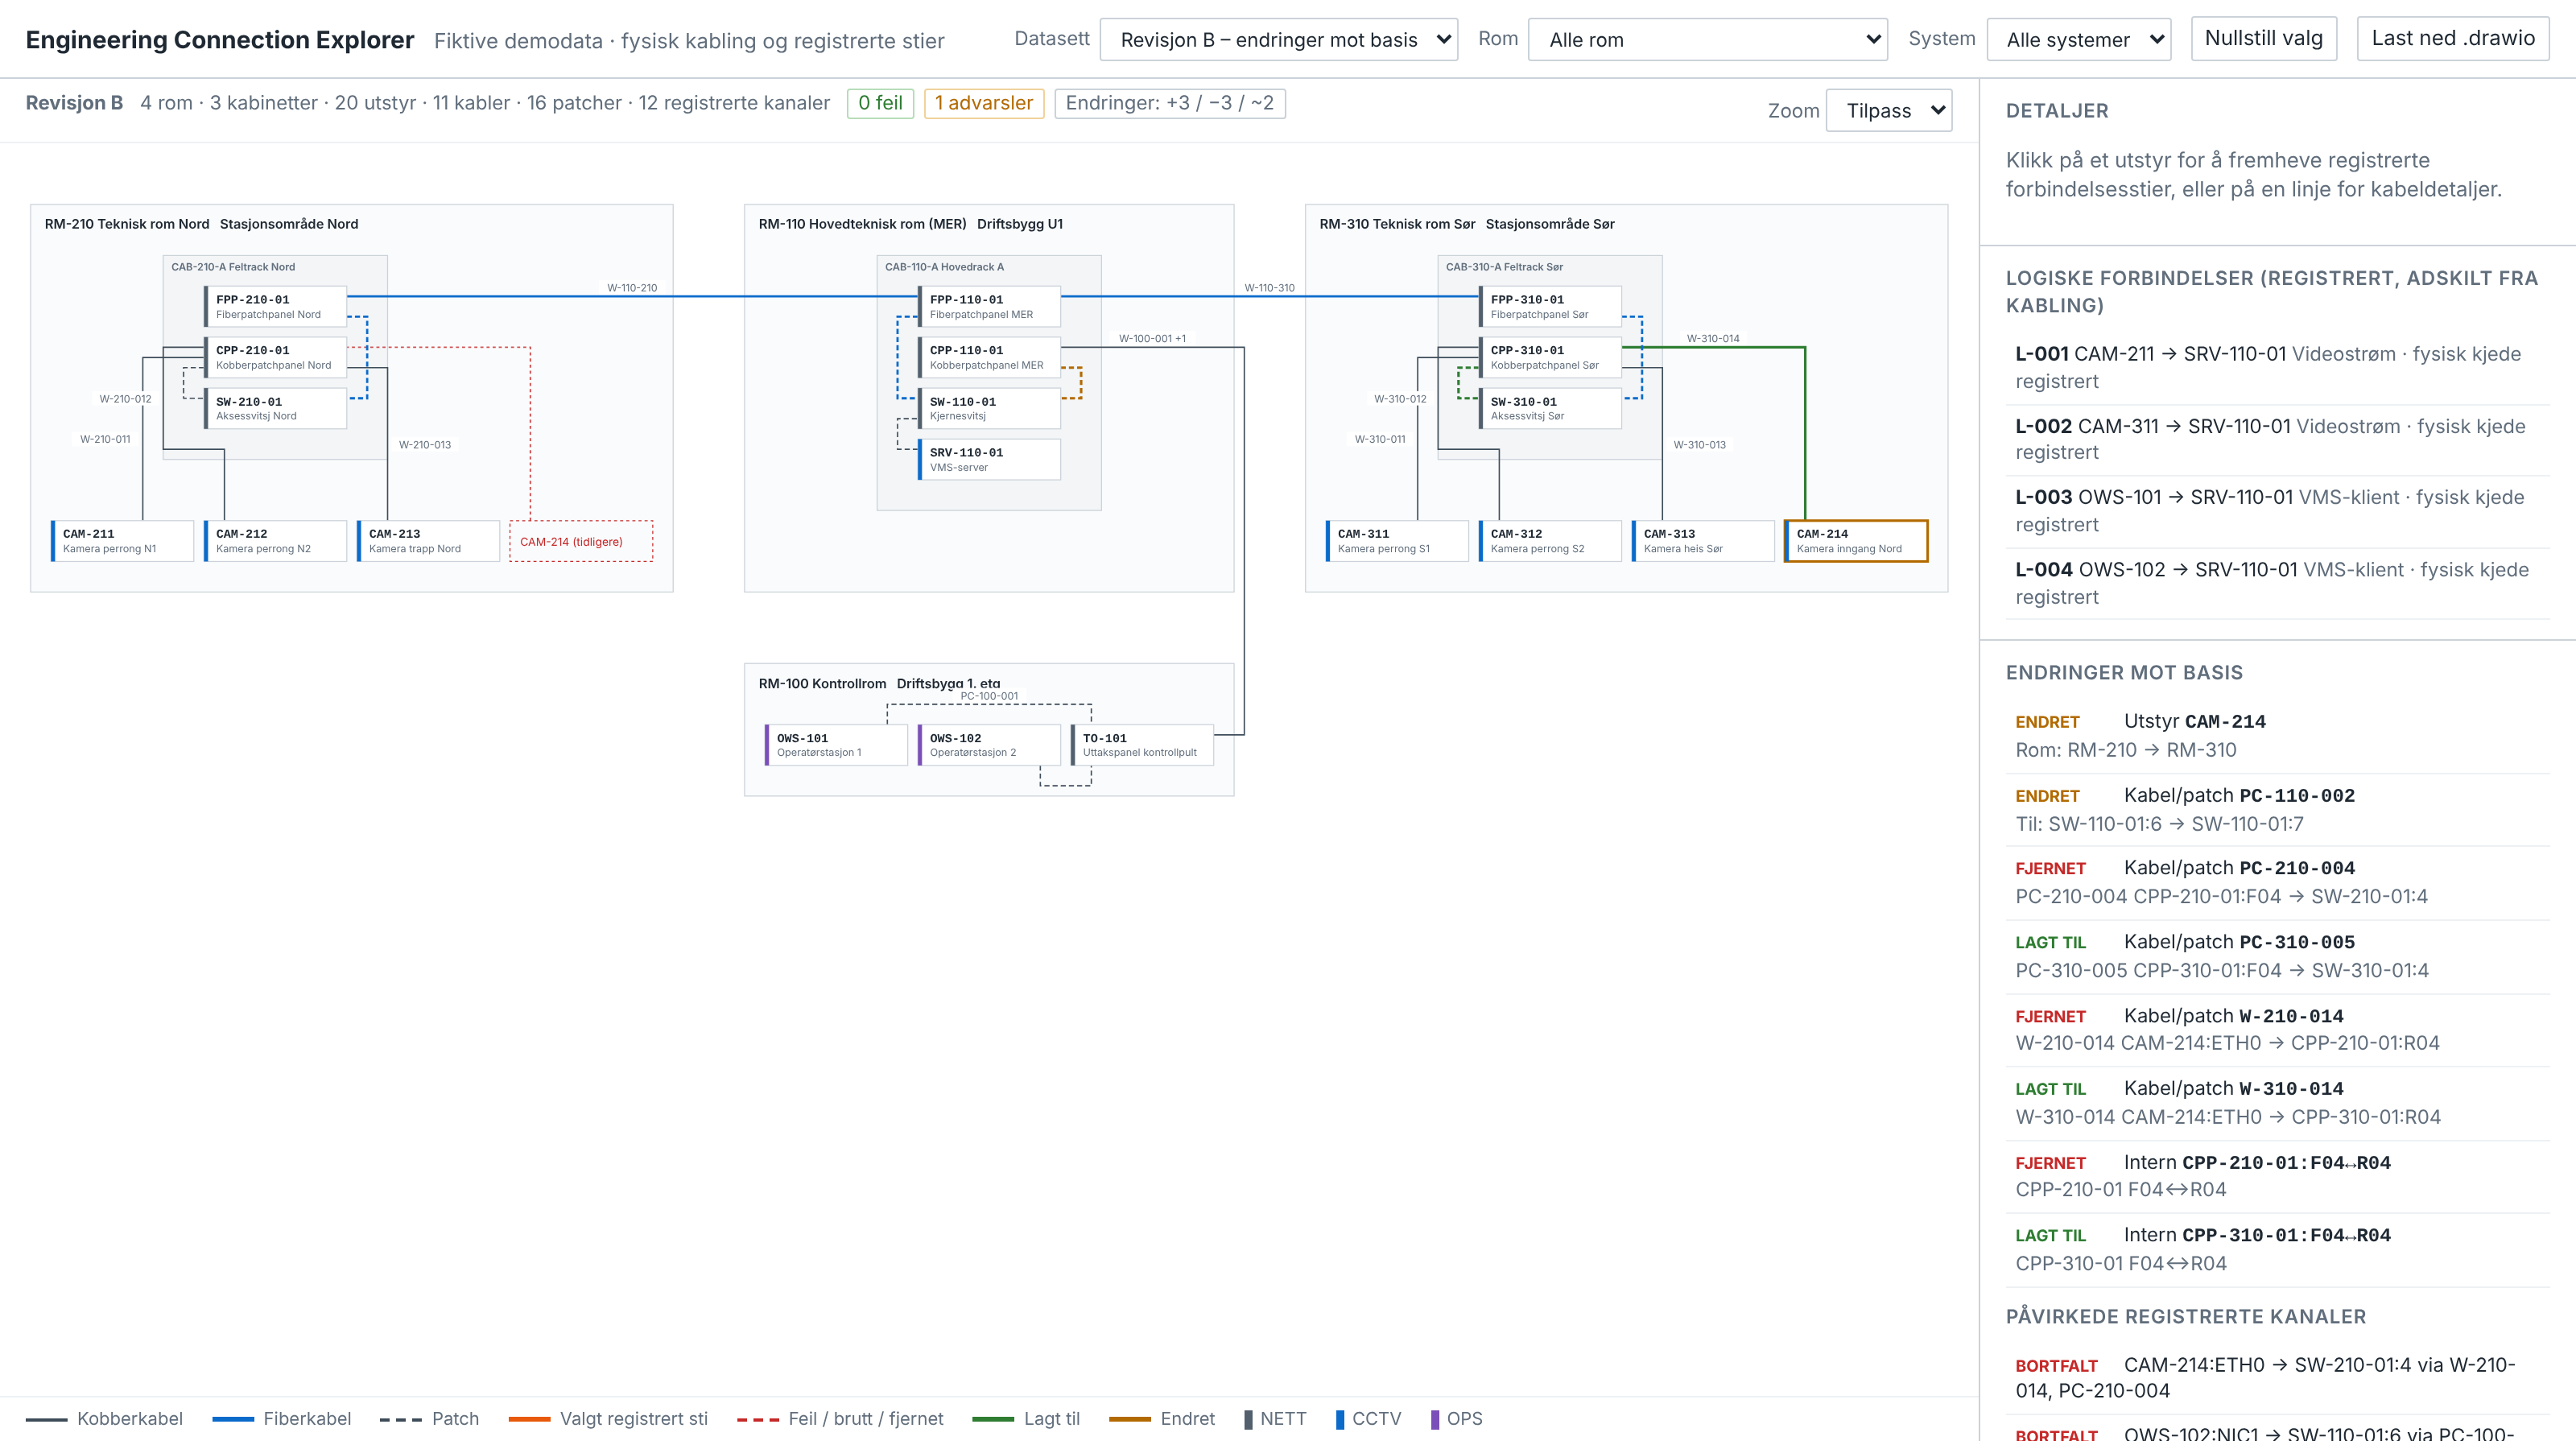 Engineering Connection Explorer Fiktive demodata · fysisk kabling og registrerte stier Datasett Revisjon B – endringer mot basis Rom Alle rom System Alle systemer Nullstill valg Last ned .drawio
Revisjon B 4 rom · 3 kabinetter · 20 utstyr · 11 kabler · 16 patcher · 12 registrerte kanaler 0 feil 1 advarsler Endringer: +3 / −3 / ~2 Zoom Tilpass
RM-210 Teknisk rom Nord Stasjonsområde Nord
CAB-210-A Feltrack Nord
FPP-210-01
Fiberpatchpanel Nord
CPP-210-01
Kobberpatchpanel Nord
SW-210-01
Aksessvitsj Nord
W-210-012
W-210-011
W-210-013
CAM-211
Kamera perrong N1
CAM-212
Kamera perrong N2
CAM-213
Kamera trapp Nord
CAM-214 (tidligere)
W-110-210
RM-110 Hovedteknisk rom (MER) Driftsbygg U1
CAB-110-A Hovedrack A
FPP-110-01
Fiberpatchpanel MER
CPP-110-01
Kobberpatchpanel MER
SW-110-01
Kjernesvitsj
SRV-110-01
VMS-server
W-110-310
W-100-001 +1
RM-310 Teknisk rom Sør Stasjonsområde Sør
CAB-310-A Feltrack Sør
FPP-310-01
Fiberpatchpanel Sør
CPP-310-01
Kobberpatchpanel Sør
SW-310-01
Aksessvitsj Sør
W-310-014
W-310-012
W-310-011
W-310-013
CAM-311
Kamera perrong S1
CAM-312
Kamera perrong S2
CAM-313
Kamera heis Sør
CAM-214
Kamera inngang Nord
RM-100 Kontrollrom Driftsbygg 1. etg
PC-100-001
OWS-101
Operatørstasjon 1
OWS-102
Operatørstasjon 2
TO-101
Uttakspanel kontrollpult
Kobberkabel Fiberkabel Patch Valgt registrert sti Feil / brutt / fjernet Lagt til Endret NETT CCTV OPS
DETALJER
Klikk på et utstyr for å fremheve registrerte
forbindelsesstier, eller på en linje for kabeldetaljer.
LOGISKE FORBINDELSER (REGISTRERT, ADSKILT FRA
KABLING)
L-001 CAM-211 → SRV-110-01 Videostrøm · fysisk kjede
registrert
L-002 CAM-311 → SRV-110-01 Videostrøm · fysisk kjede
registrert
L-003 OWS-101 → SRV-110-01 VMS-klient · fysisk kjede
registrert
L-004 OWS-102 → SRV-110-01 VMS-klient · fysisk kjede
registrert
ENDRINGER MOT BASIS
ENDRET Utstyr CAM-214
Rom: RM-210 → RM-310
ENDRET Kabel/patch PC-110-002
Til: SW-110-01:6 → SW-110-01:7
FJERNET Kabel/patch PC-210-004
PC-210-004 CPP-210-01:F04 → SW-210-01:4
LAGT TIL Kabel/patch PC-310-005
PC-310-005 CPP-310-01:F04 → SW-310-01:4
FJERNET Kabel/patch W-210-014
W-210-014 CAM-214:ETH0 → CPP-210-01:R04
LAGT TIL Kabel/patch W-310-014
W-310-014 CAM-214:ETH0 → CPP-310-01:R04
FJERNET Intern CPP-210-01:F04↔R04
CPP-210-01 F04↔R04
LAGT TIL Intern CPP-310-01:F04↔R04
CPP-310-01 F04↔R04
PÅVIRKEDE REGISTRERTE KANALER
BORTFALT CAM-214:ETH0 → SW-210-01:4 via W-210-
014, PC-210-004
BORTFALT OWS-102:NIC1 → SW-110-01:6 via PC-100-